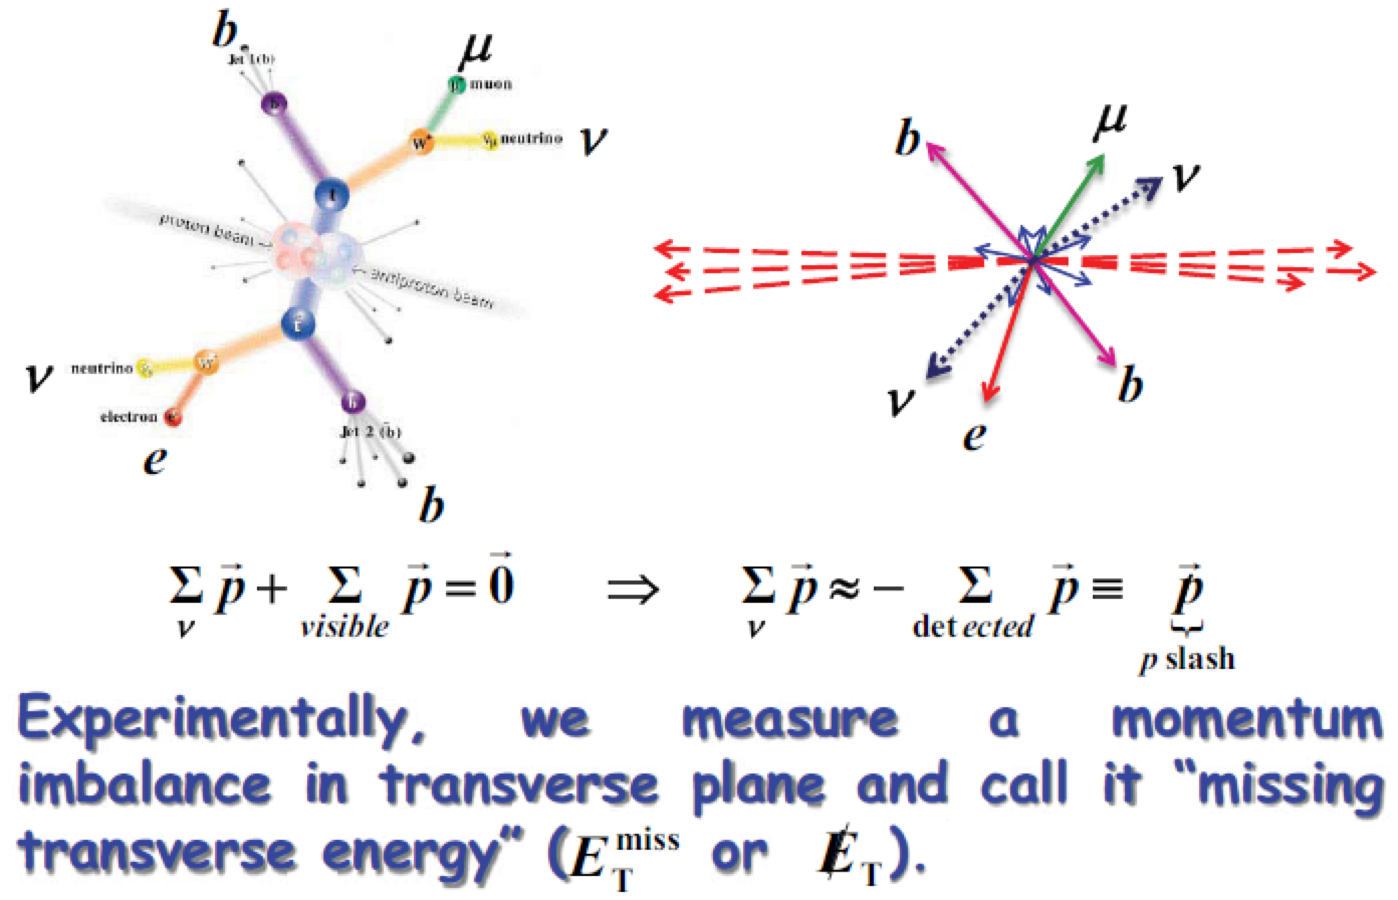 b
Jet 1(b)
μ
b
μ+ muon
W+
νμ neutrino
ν
t
proton beam
antiproton beam
t̄
ν
neutrino
W-
electron e-
e
b̄
Jet 2 (b̄)
b
b
μ
ν
ν
e
b
Σ p⃗ + Σ p⃗ = 0⃗ ⇒ Σ p⃗ ≈ − Σ p⃗ ≡ p̸⃗
ν visible ν detected
p slash
Experimentally, we measure a momentum
imbalance in transverse plane and call it “missing
transverse energy” (E_T^miss or E̸_T).